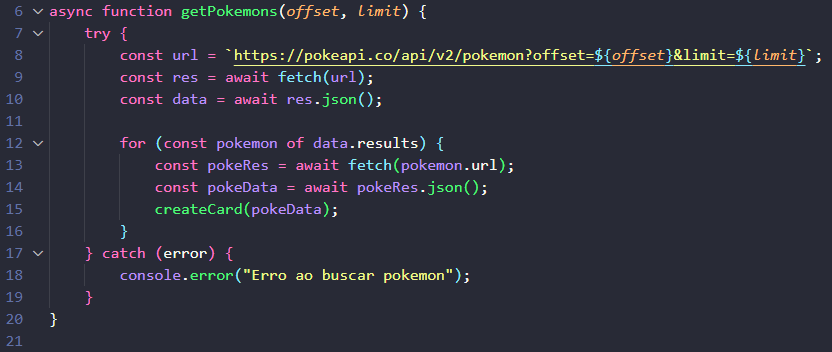 6 async function getPokemons(offset, limit) {
7 try {
8 const url = `https://pokeapi.co/api/v2/pokemon?offset=${offset}&limit=${limit}`;
9 const res = await fetch(url);
10 const data = await res.json();
11
12 for (const pokemon of data.results) {
13 const pokeRes = await fetch(pokemon.url);
14 const pokeData = await pokeRes.json();
15 createCard(pokeData);
16 }
17 } catch (error) {
18 console.error("Erro ao buscar pokemon");
19 }
20 }
21